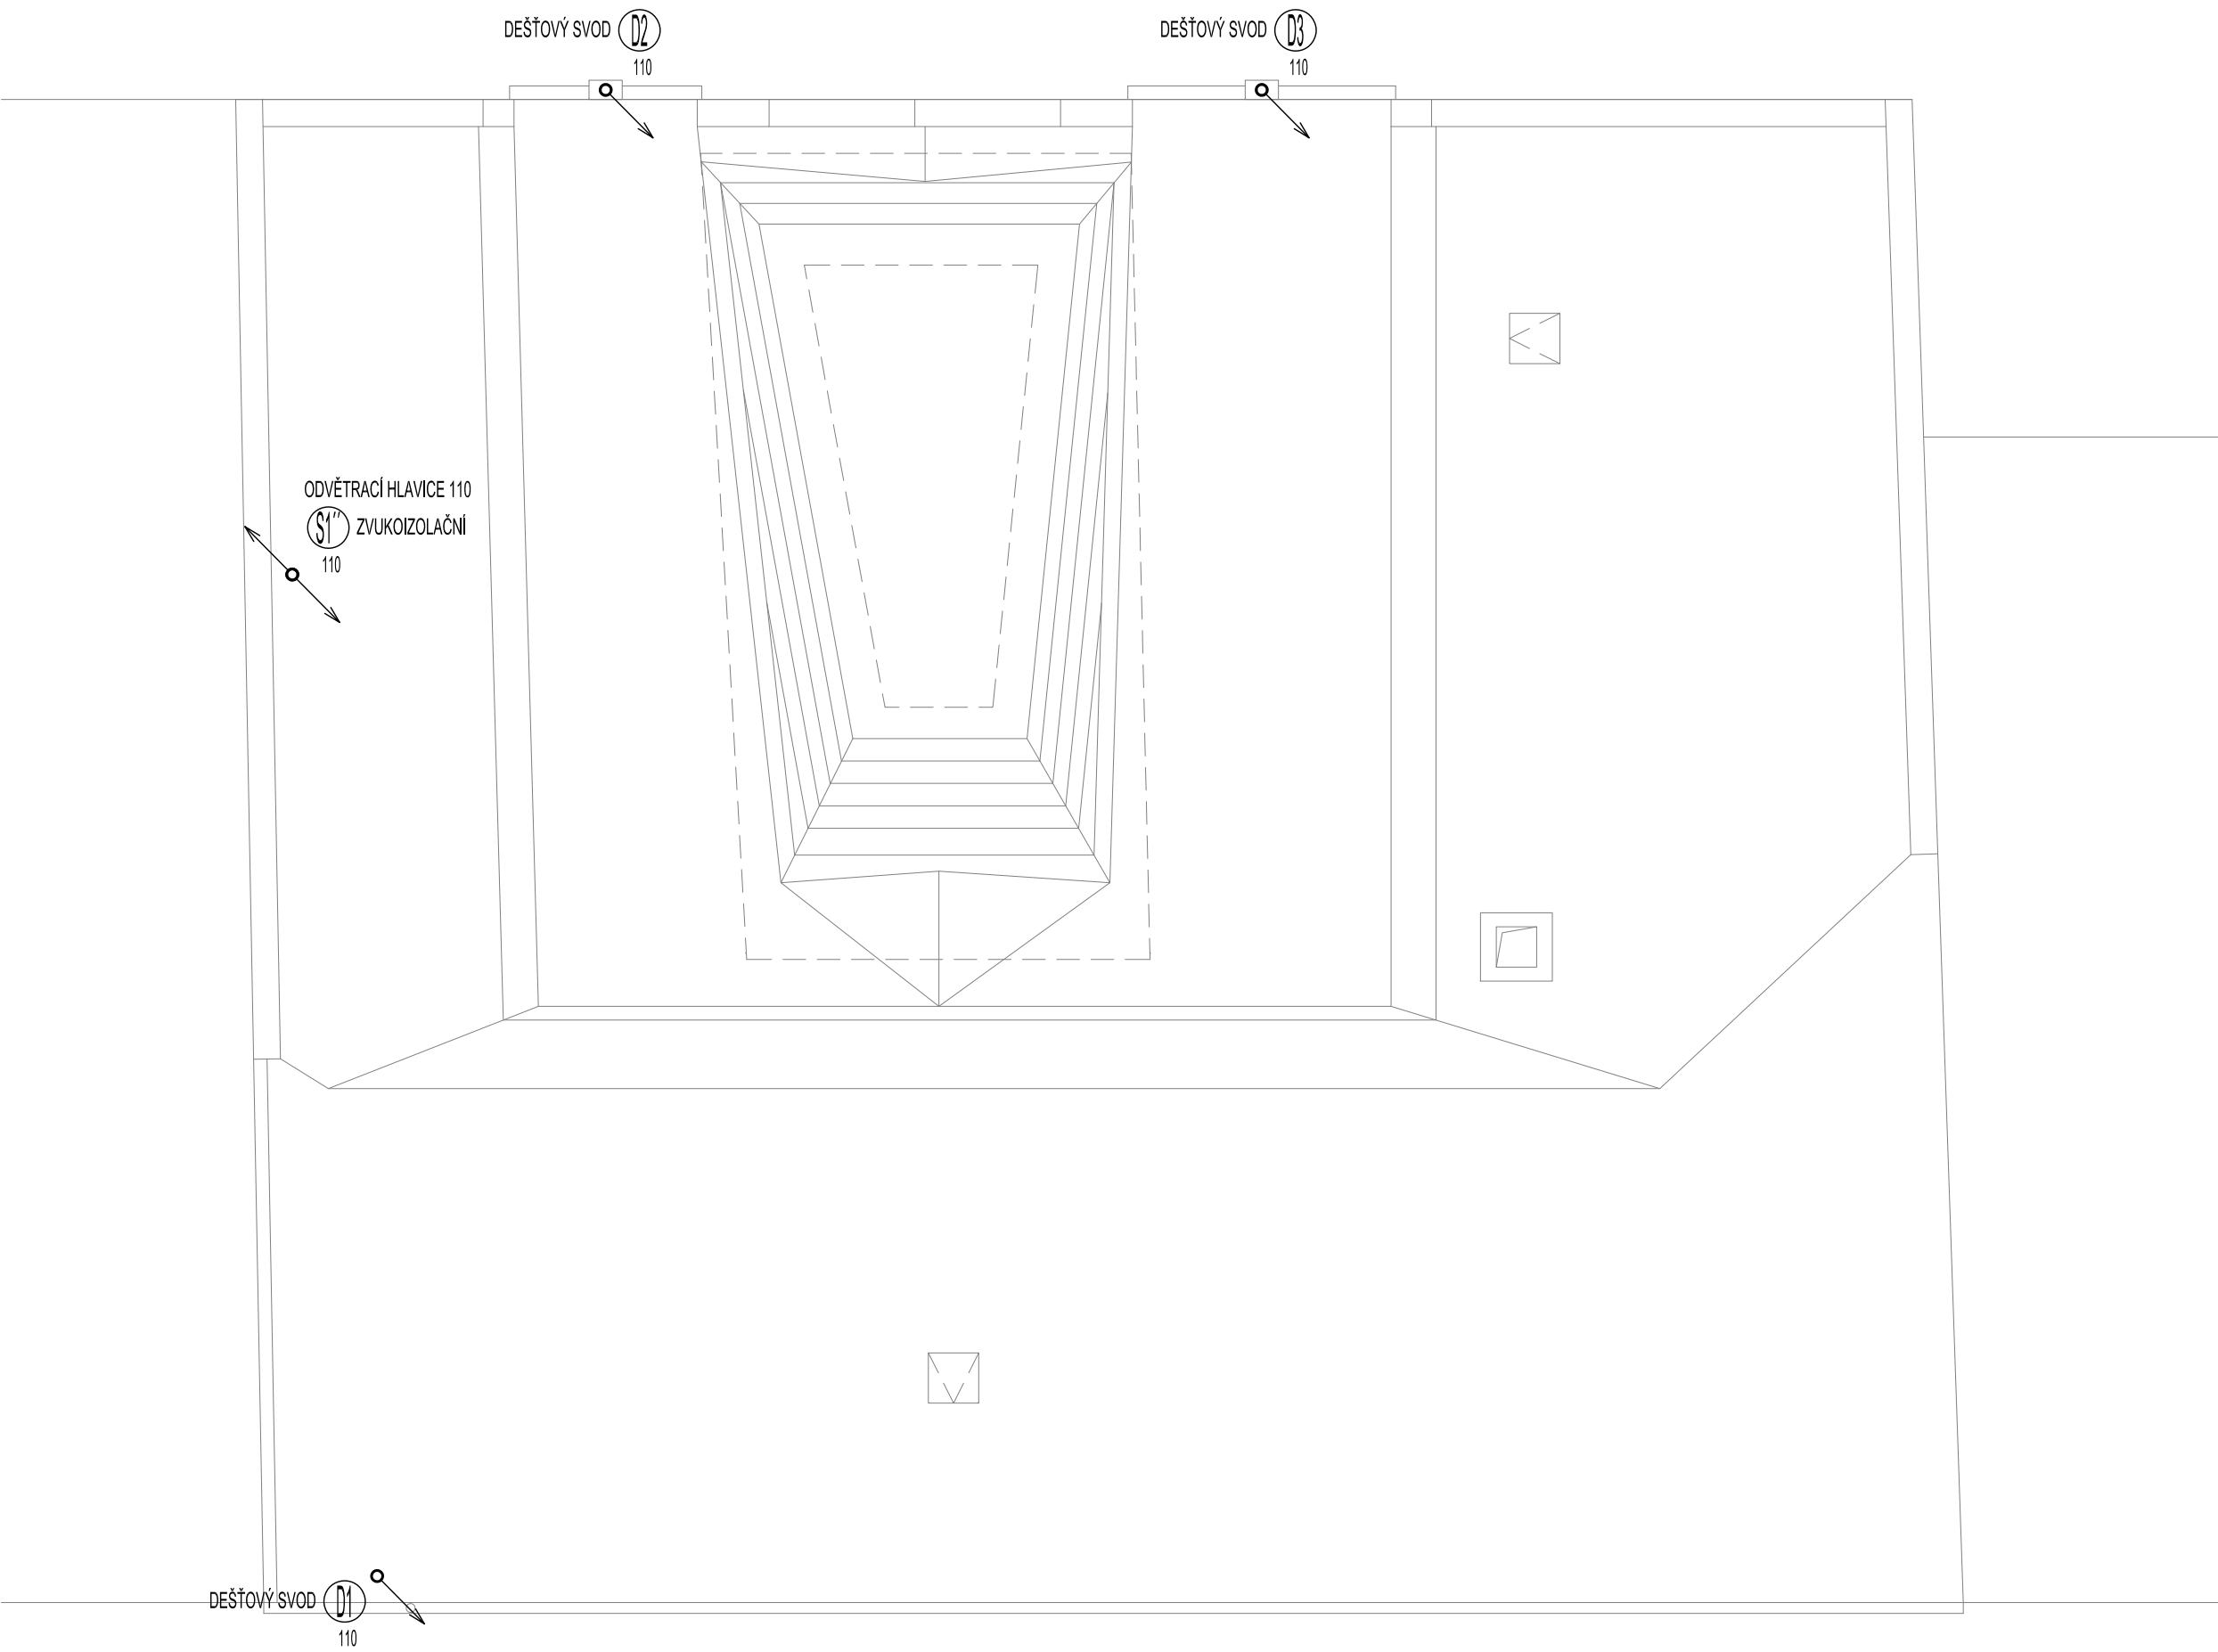 DEŠŤOVÝ SVOD D2
110
DEŠŤOVÝ SVOD D3
110
ODVĚTRACÍ HLAVICE 110
S1'' ZVUKOIZOLAČNÍ
110
DEŠŤOVÝ SVOD D1
110